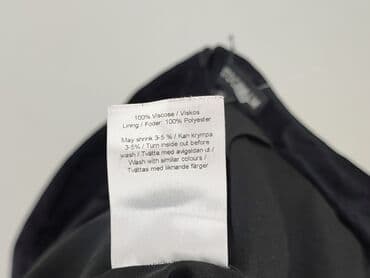 100% Viscose / Viskos
Lining / Foder: 100% Polyester
May shrink 3-5 % / Kan krympa
3-5% / Turn inside out before
wash / Tvätta med avigsidan ut /
Wash with similar colours /
Tvättas med liknande färger